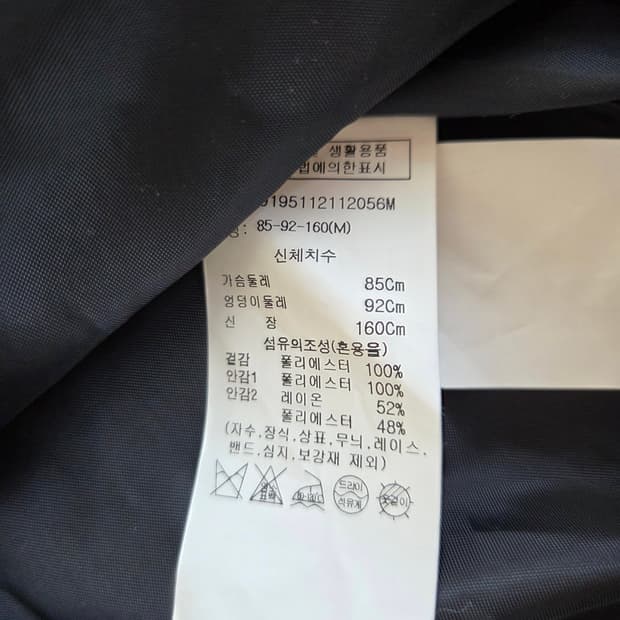 생활용품
법에의한표시
9195112112056M
85-92-160(M)
신체치수
가슴둘레 85Cm
엉덩이둘레 92Cm
신 장 160Cm
섬유의조성(혼용율)
겉감 폴리에스터 100%
안감1 폴리에스터 100%
안감2 레이온 52%
폴리에스터 48%
(자수,장식,상표,무늬,레이스,
밴드,심지,보강재 제외)
드라이
석유계
옷걸이